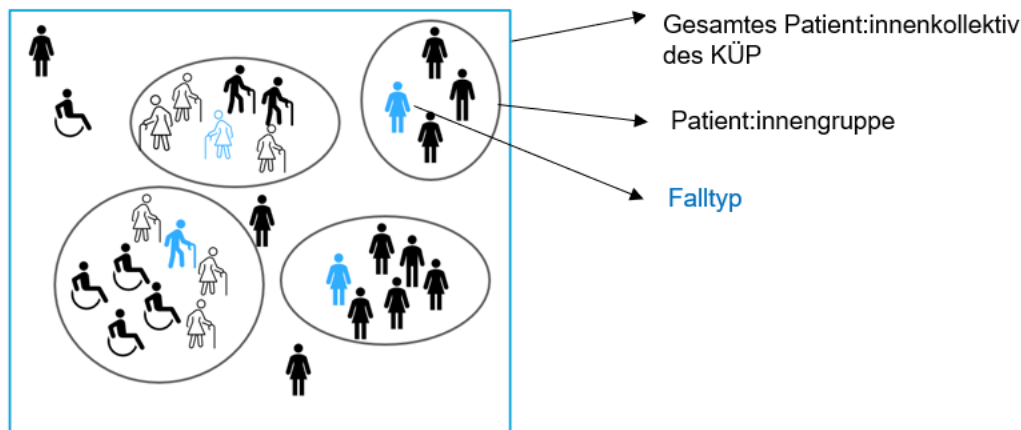 Gesamtes Patient:innenkollektiv
des KÜP
Patient:innengruppe
Falltyp